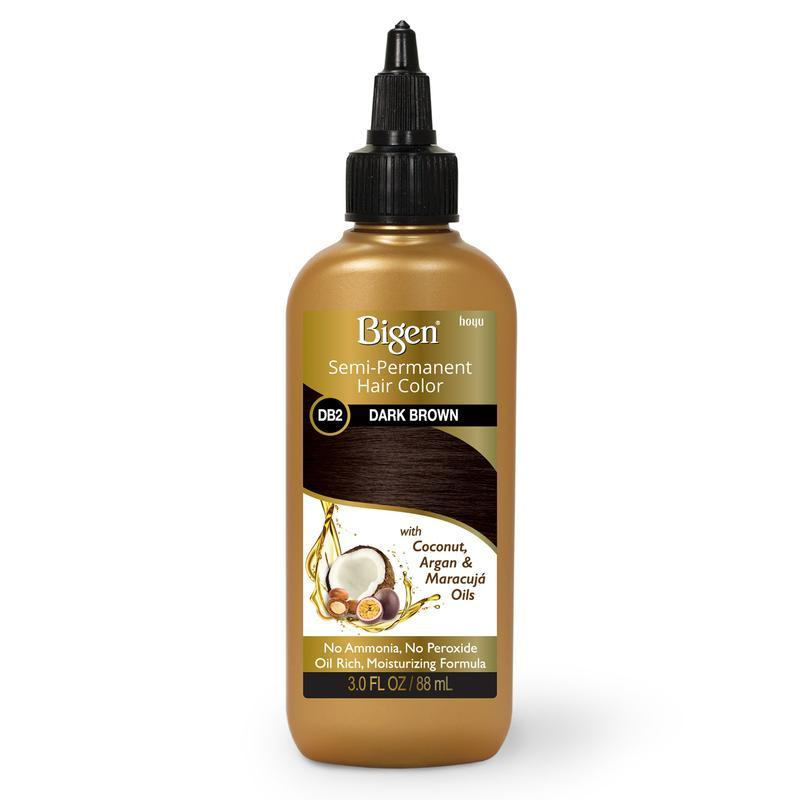 Bigen® hoyu
Semi-Permanent
Hair Color
DB2 DARK BROWN
with
Coconut,
Argan &
Maracujá
Oils
No Ammonia, No Peroxide
Oil Rich, Moisturizing Formula
3.0 FL OZ / 88 mL